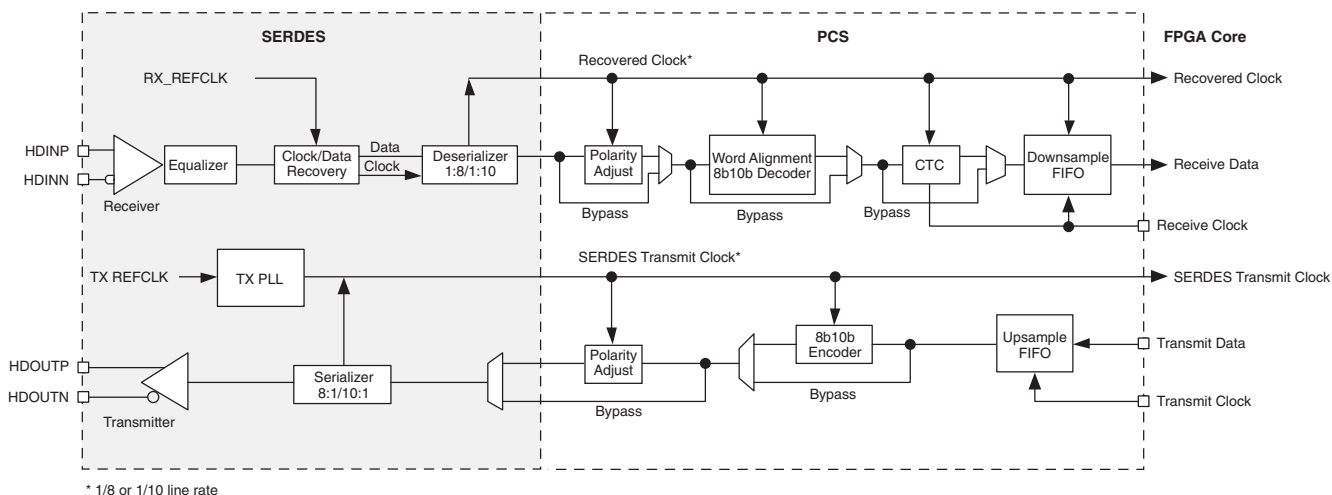 SERDES
PCS
FPGA Core
RX_REFCLK
Recovered Clock*
Recovered Clock
HDINP
HDINN
Receiver
Equalizer
Clock/Data
Recovery
Data
Clock
Deserializer
1:8/1:10
Polarity
Adjust
Bypass
Word Alignment
8b10b Decoder
Bypass
CTC
Bypass
Downsample
FIFO
Receive Data
Receive Clock
TX REFCLK
TX PLL
SERDES Transmit Clock*
SERDES Transmit Clock
HDOUTP
HDOUTN
Transmitter
Serializer
8:1/10:1
Polarity
Adjust
Bypass
8b10b
Encoder
Bypass
Upsample
FIFO
Transmit Data
Transmit Clock
* 1/8 or 1/10 line rate